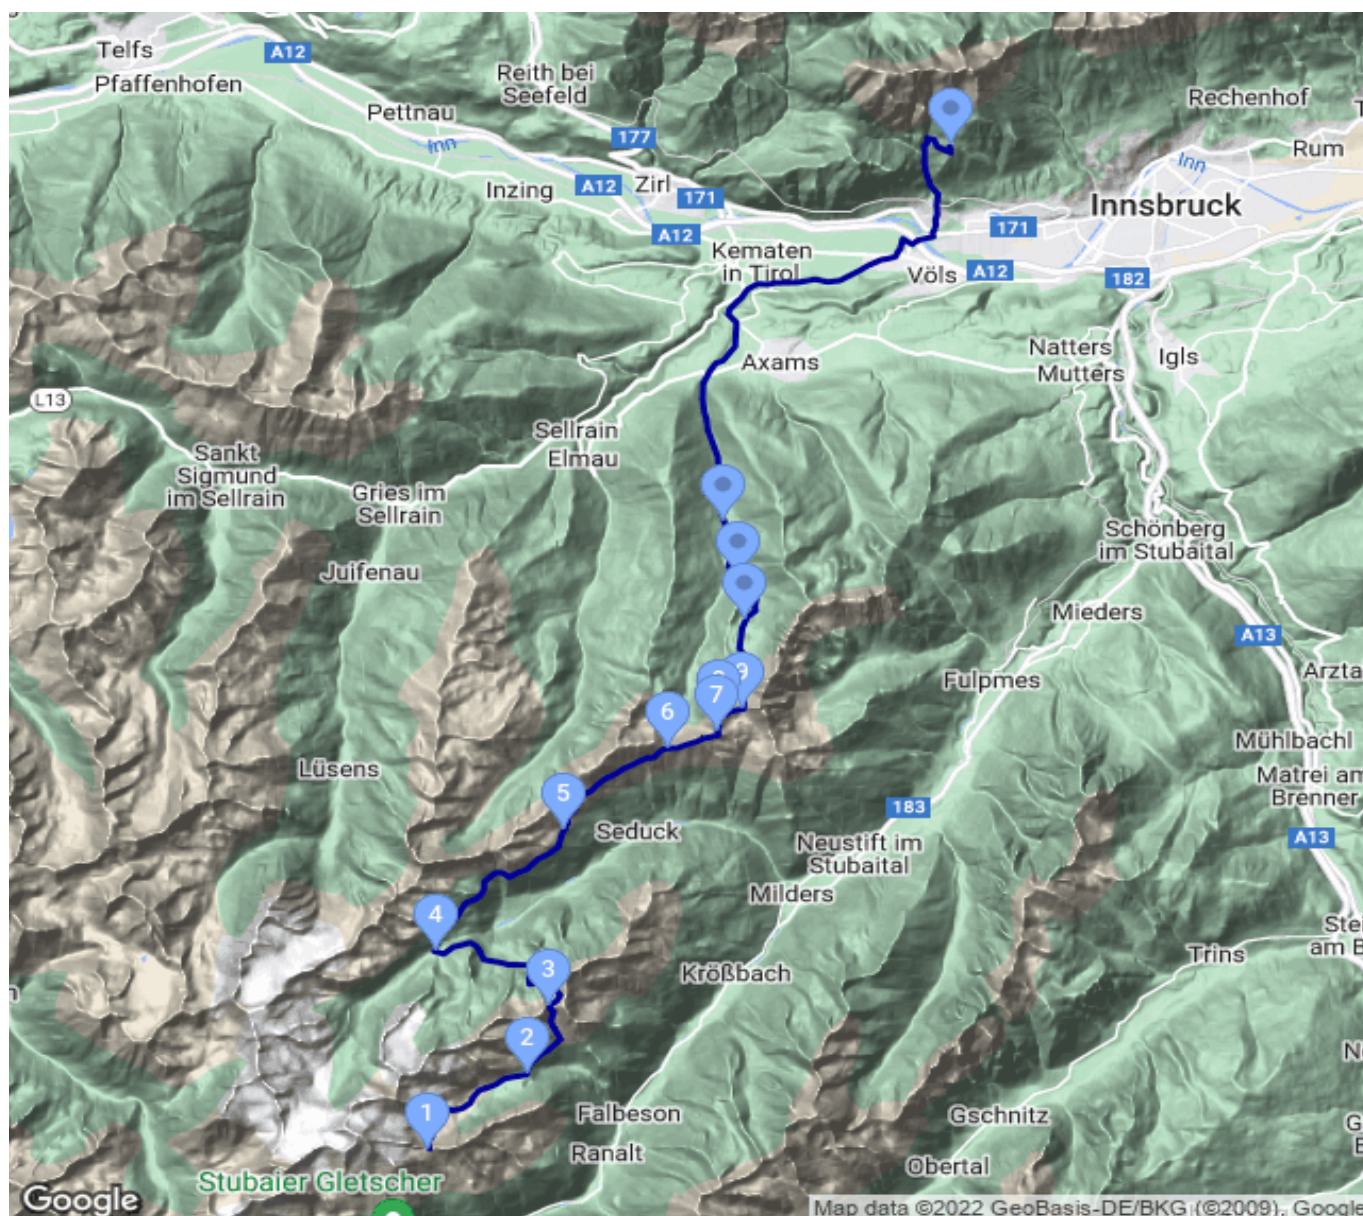 Telfs
A12
Pfaffenhofen
Reith bei
Seefeld
Rechenhof
Pettnau
177
Inn
Inn
Rum
Inzing
A12
Zirl
171
Innsbruck
171
A12
Kematen
in Tirol
Völs
A12
182
Natters
Mutters
Igls
Axams
L13
Sellrain
Elmau
Sankt
Sigmund
im Sellrain
Gries im
Sellrain
Schönberg
im Stubaital
Juifenau
Mieders
A13
Fulpmes
Arzta
9
7
6
Mühlbachl
Lüsens
Matrei am
Brenner
5
183
Seduck
Neustift im
Stubaital
A13
Milders
4
Stei
am B
Trins
3
Krößbach
2
1
Falbeson
Gschnitz
Ranalt
Obertal
Stubaier Gletscher
Google
Map data ©2022 GeoBasis-DE/BKG (©2009), Google